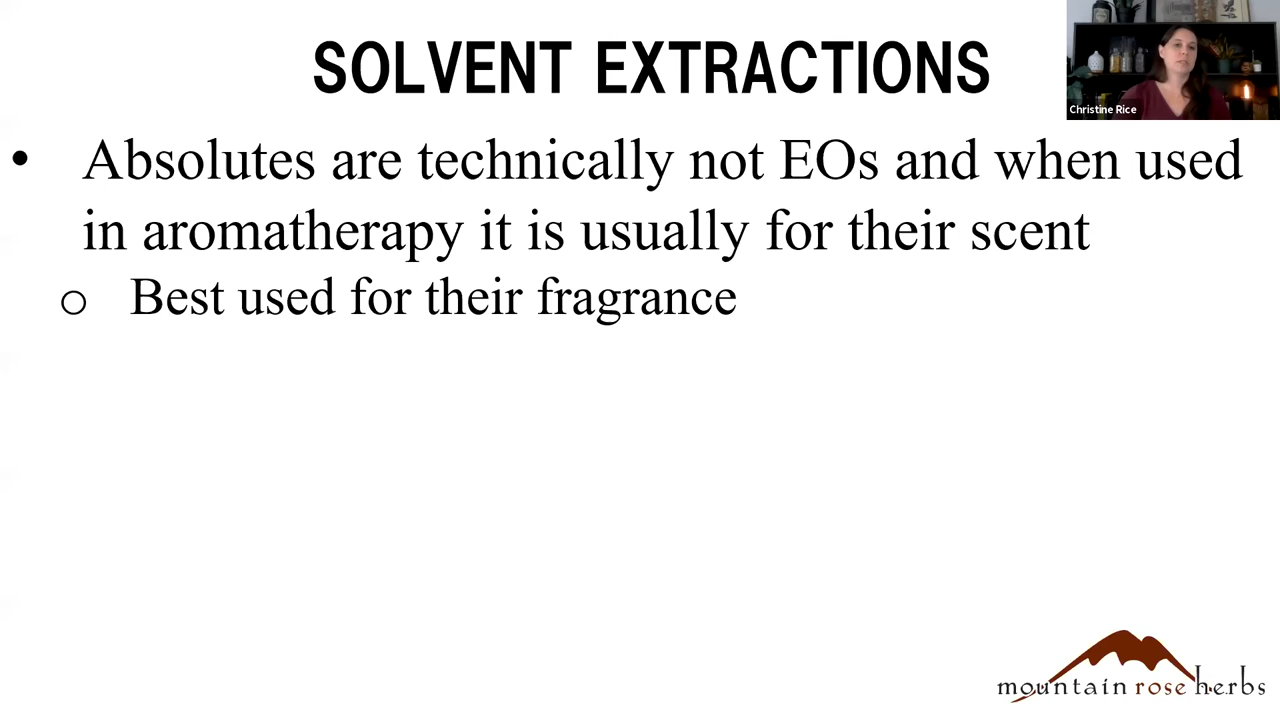 SOLVENT EXTRACTIONS
Christine Rice
• Absolutes are technically not EOs and when used
in aromatherapy it is usually for their scent
o Best used for their fragrance
mountain rose herbs